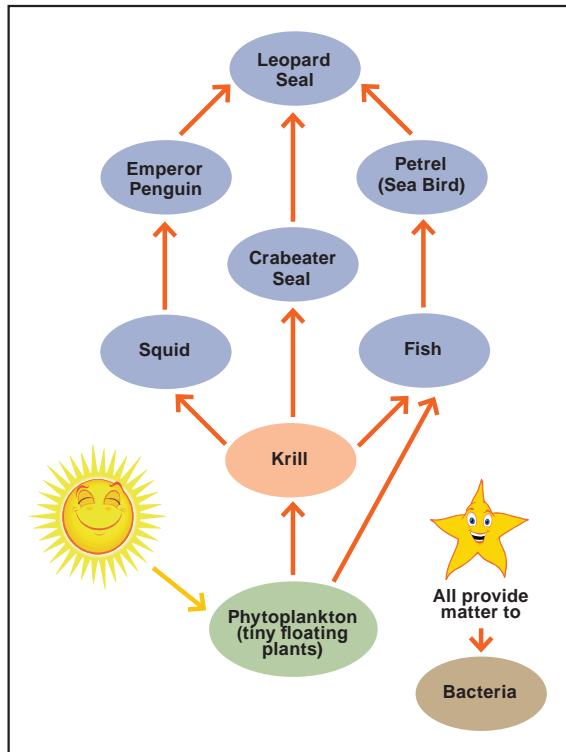 Leopard
Seal
Emperor
Penguin
Petrel
(Sea Bird)
Crabeater
Seal
Squid
Fish
Krill
Phytoplankton
(tiny floating
plants)
All provide
matter to
Bacteria